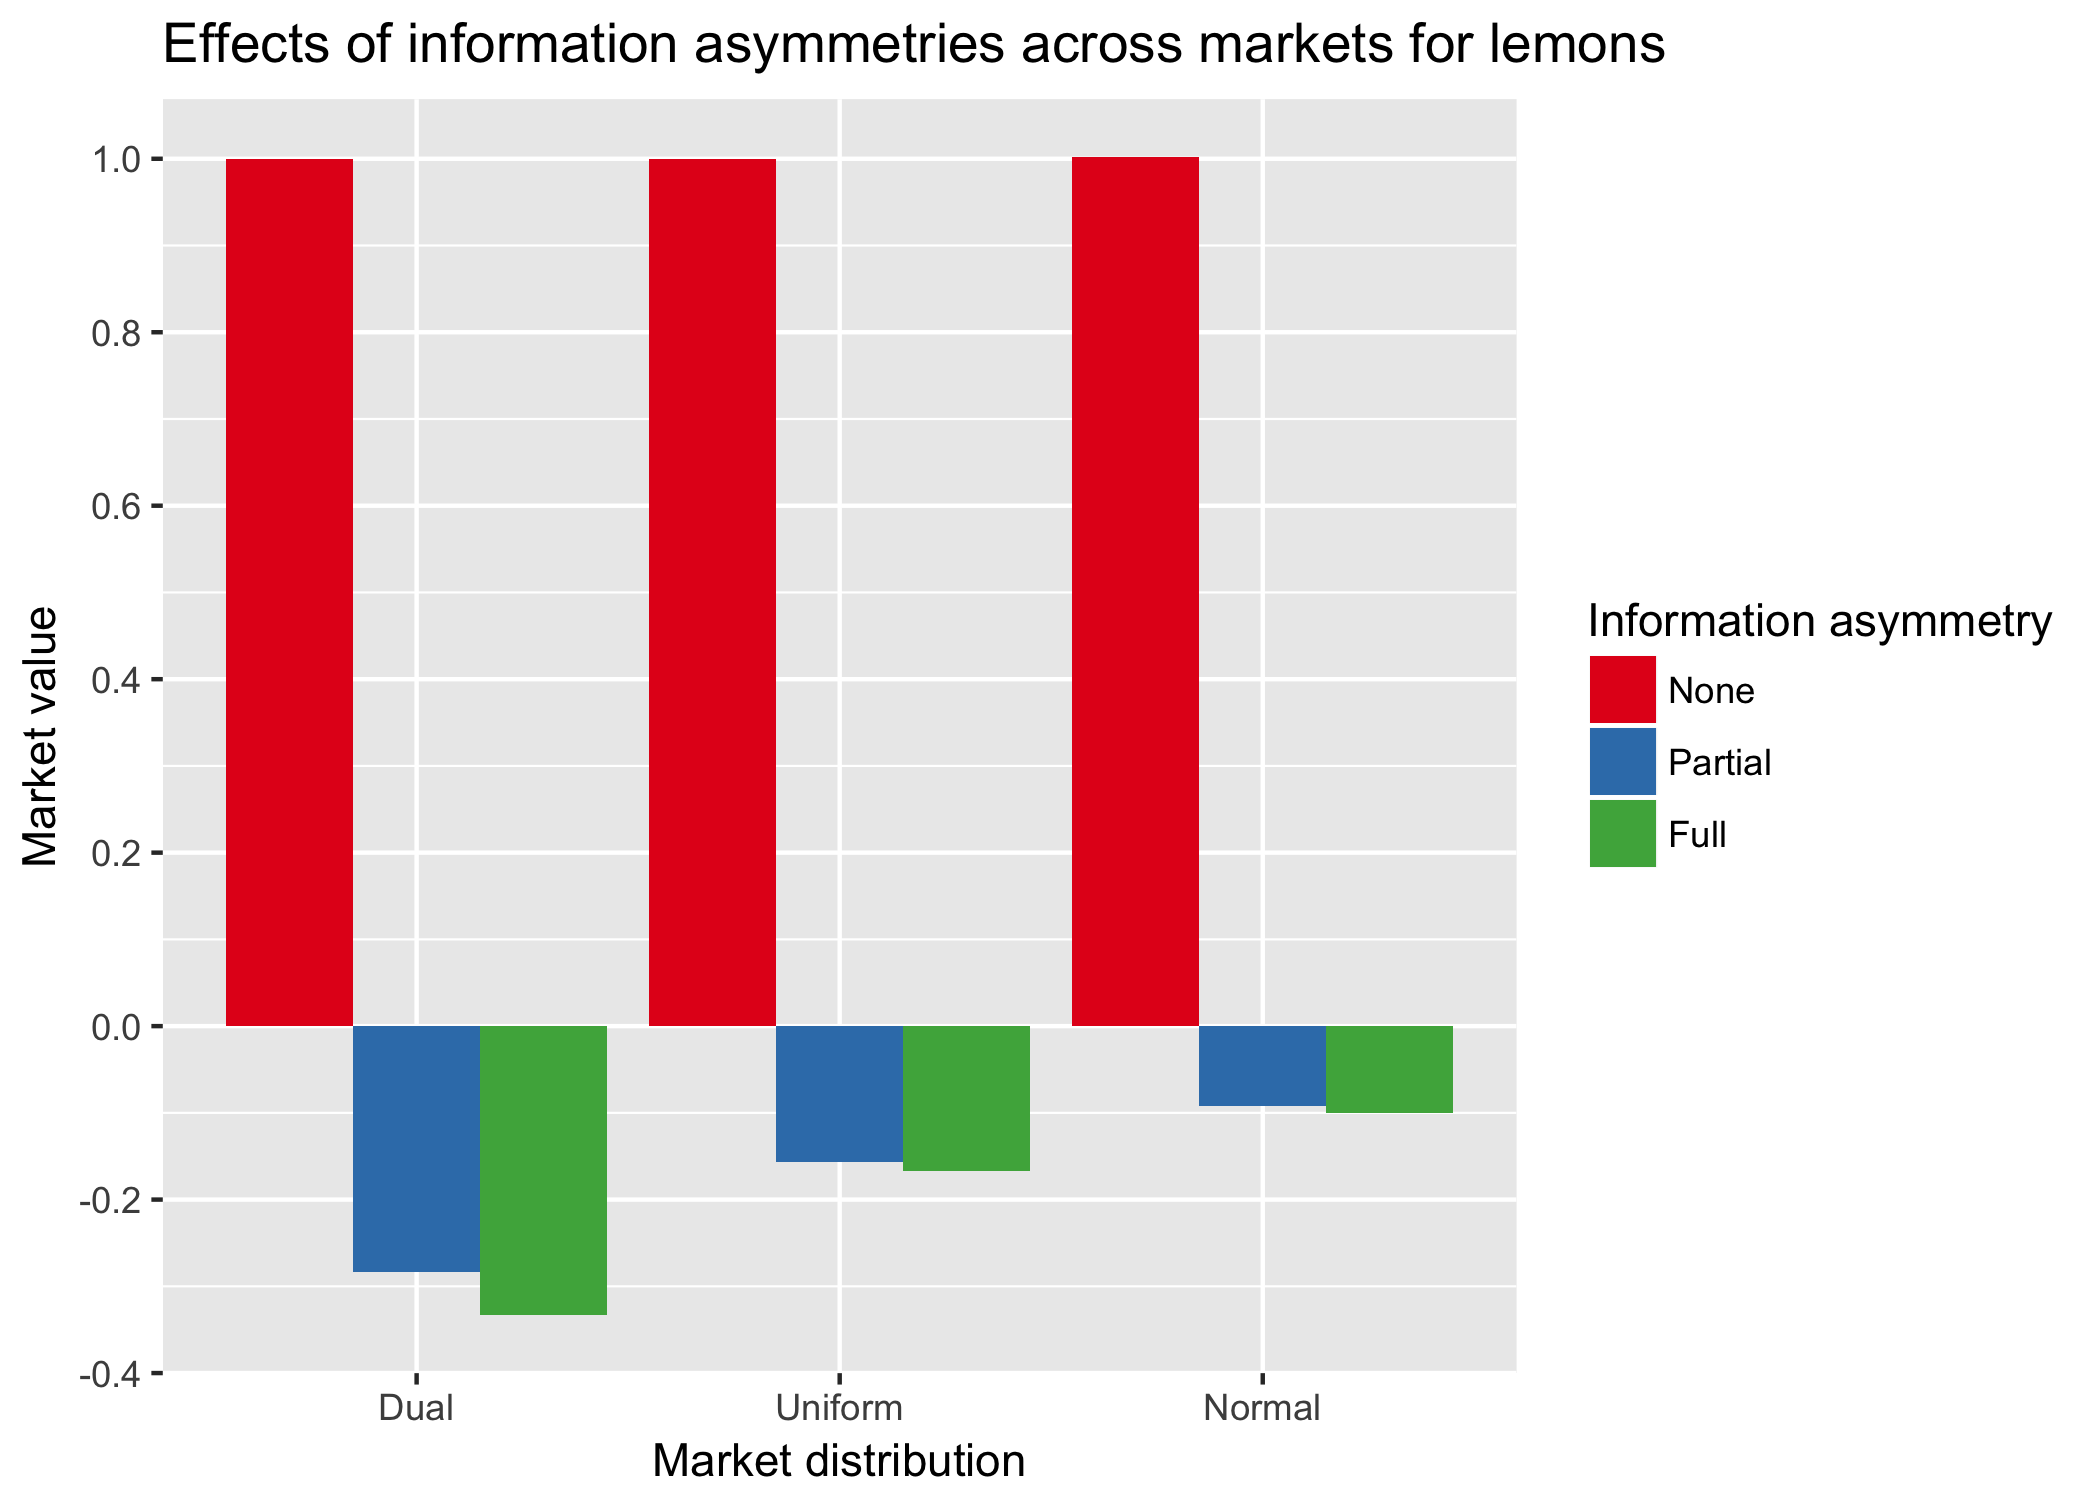 Effects of information asymmetries across markets for lemons
Market value
1.0
0.8
0.6
0.4
0.2
0.0
-0.2
-0.4
Dual
Uniform
Normal
Market distribution
Information asymmetry
None
Partial
Full